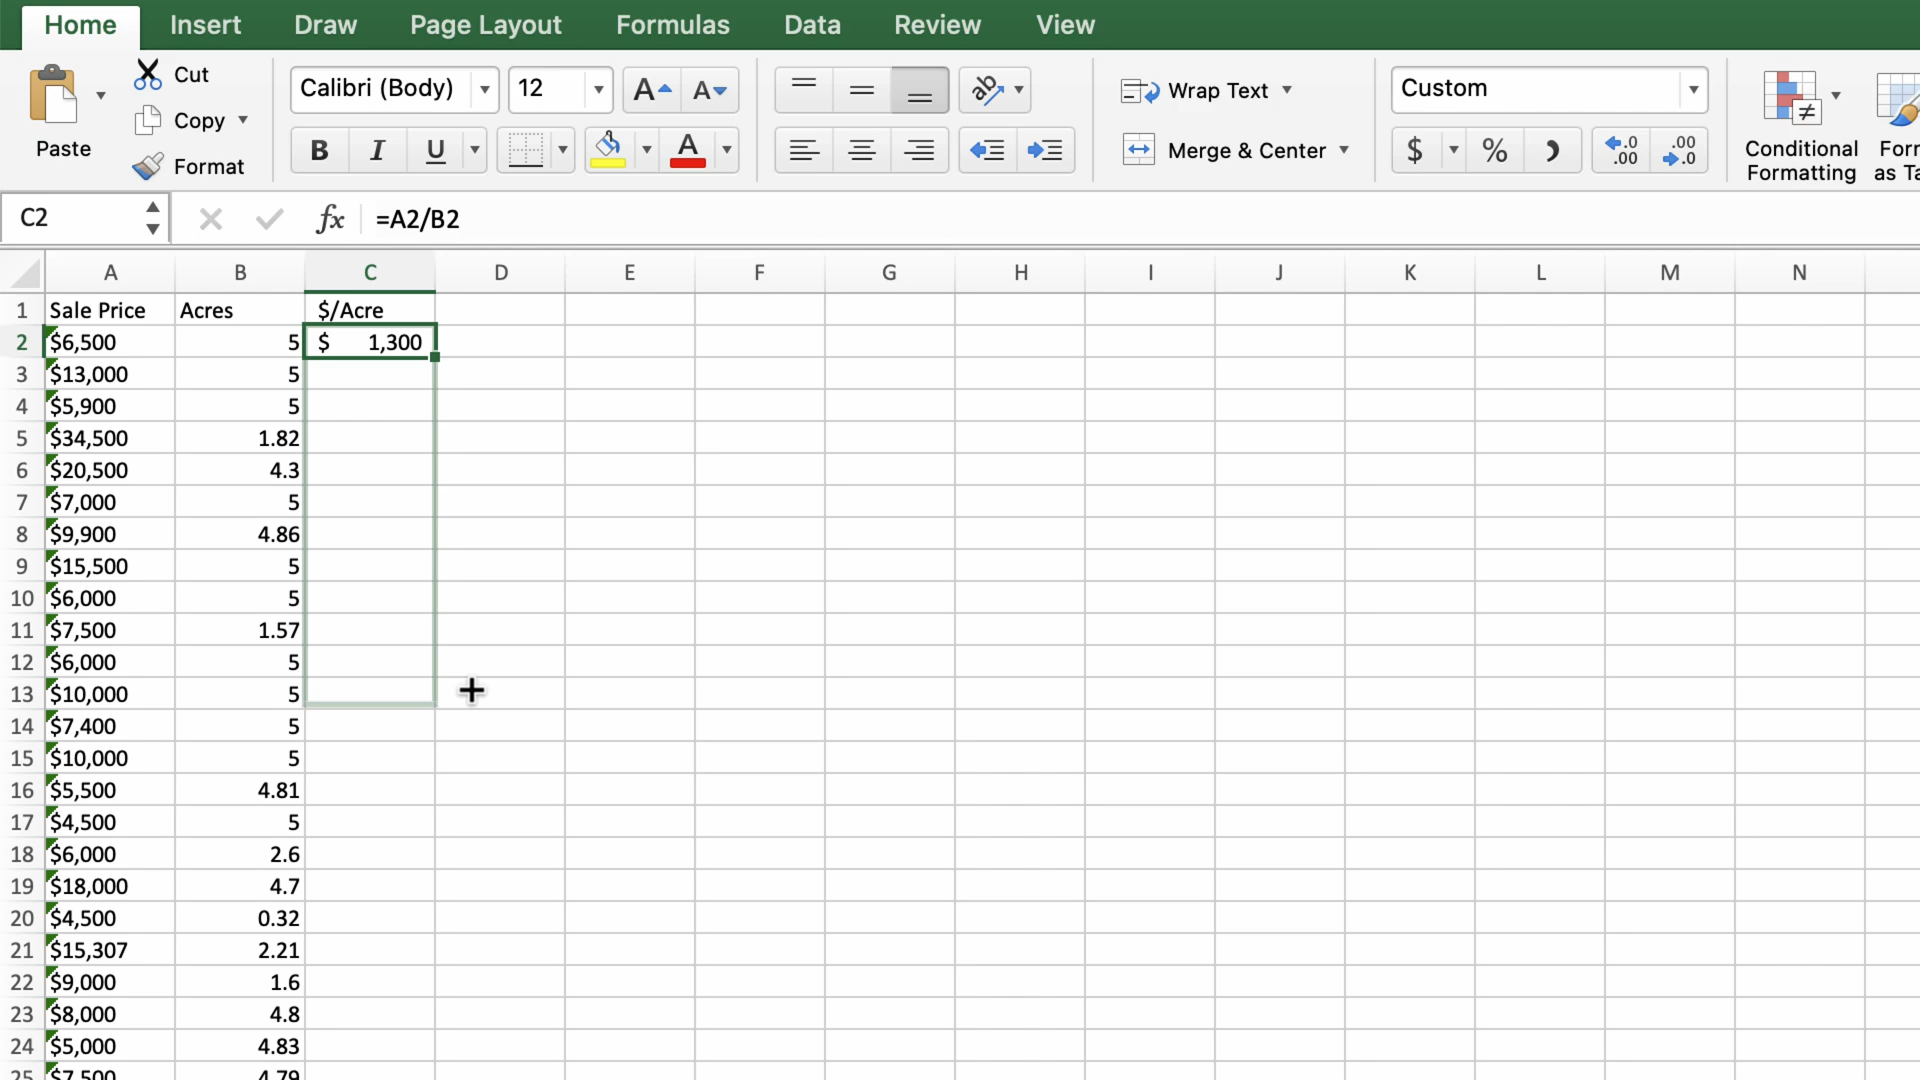 Home Insert Draw Page Layout Formulas Data Review View
Paste
Cut
Copy
Format
Calibri (Body) 12 A A
B I U A
ab
Wrap Text
Merge & Center
Custom
$ % ) .0 .00 .00 .0
Conditional Formatting
Forr
as Ta
C2 fx =A2/B2
A B C D E F G H I J K L M N
1 Sale Price Acres $/Acre
2 $6,500 5 $ 1,300
3 $13,000 5
4 $5,900 5
5 $34,500 1.82
6 $20,500 4.3
7 $7,000 5
8 $9,900 4.86
9 $15,500 5
10 $6,000 5
11 $7,500 1.57
12 $6,000 5
13 $10,000 5
14 $7,400 5
15 $10,000 5
16 $5,500 4.81
17 $4,500 5
18 $6,000 2.6
19 $18,000 4.7
20 $4,500 0.32
21 $15,307 2.21
22 $9,000 1.6
23 $8,000 4.8
24 $5,000 4.83
25 $7,500 4.79